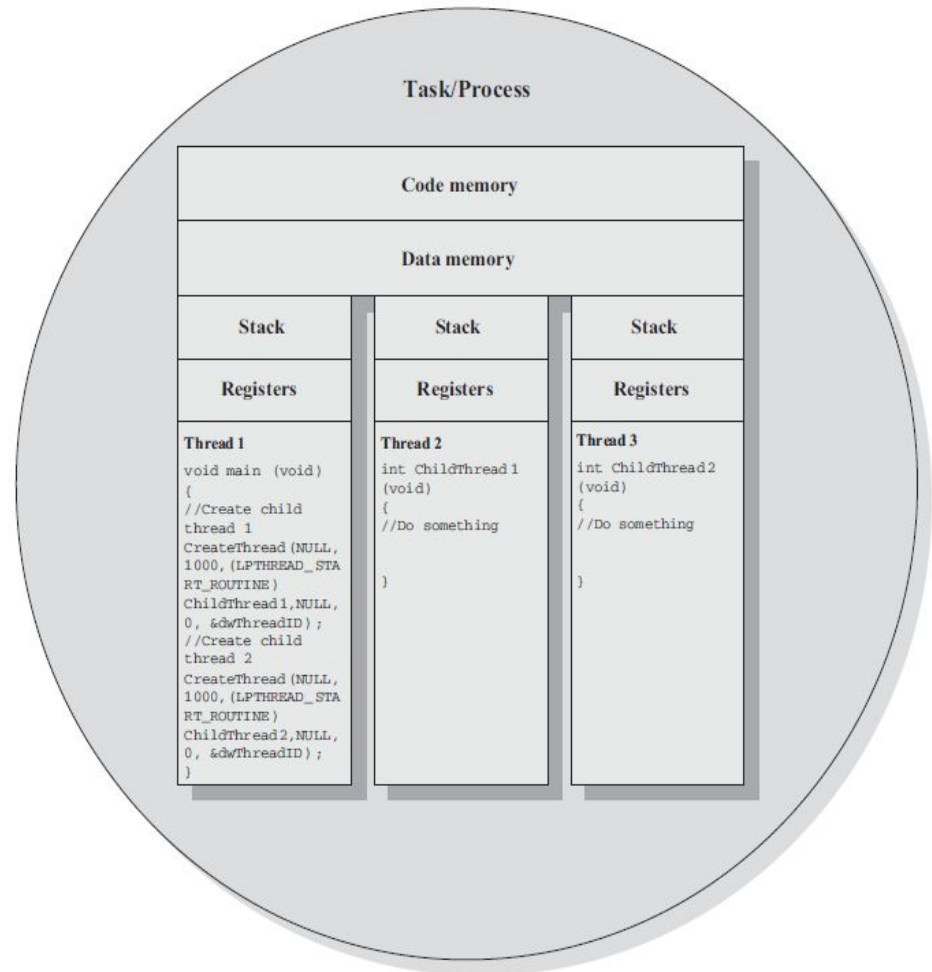 Task/Process
Code memory
Data memory
Stack
Registers
Thread 1
void main (void)
{
//Create child
thread 1
CreateThread(NULL,
1000,(LPTHREAD_STA
RT_ROUTINE)
ChildThread1,NULL,
0, &dwThreadID);
//Create child
thread 2
CreateThread(NULL,
1000,(LPTHREAD_STA
RT_ROUTINE)
ChildThread2,NULL,
0, &dwThreadID);
}
Stack
Registers
Thread 2
int ChildThread1
(void)
{
//Do something
}
Stack
Registers
Thread 3
int ChildThread2
(void)
{
//Do something
}